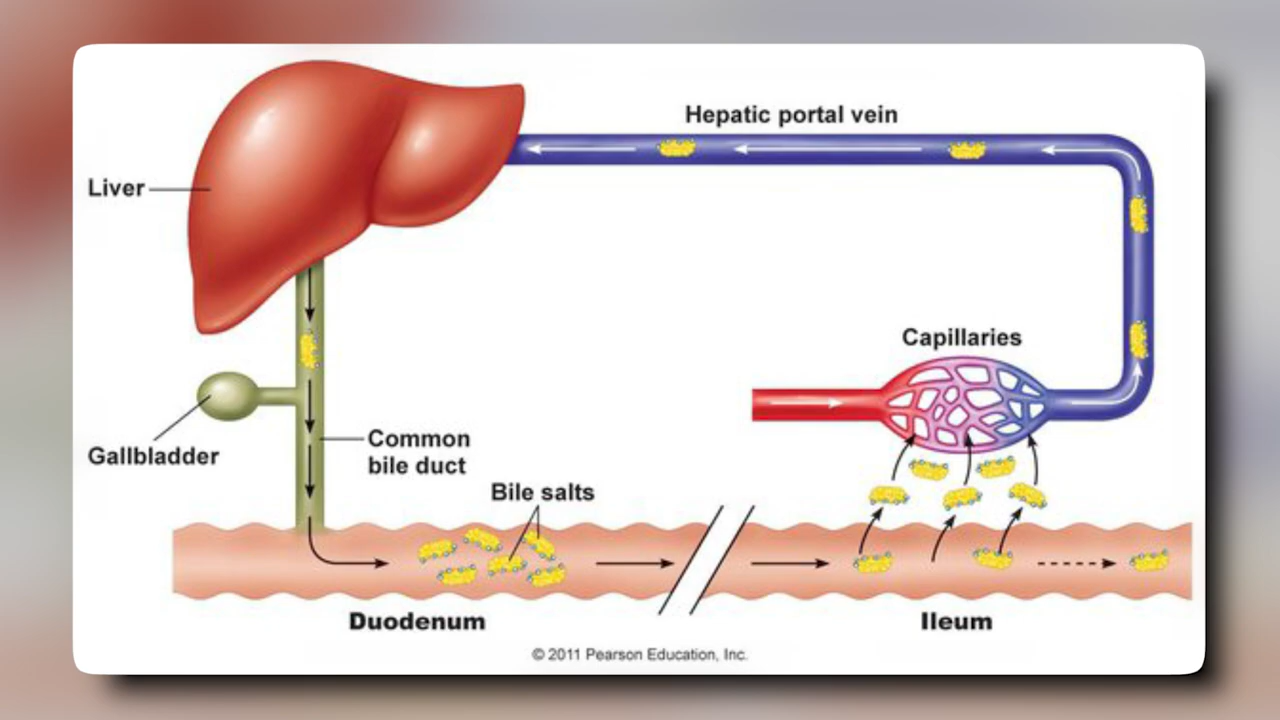 Hepatic portal vein
Liver
Capillaries
Gallbladder
Common
bile duct
Bile salts
Duodenum
Ileum
© 2011 Pearson Education, Inc.